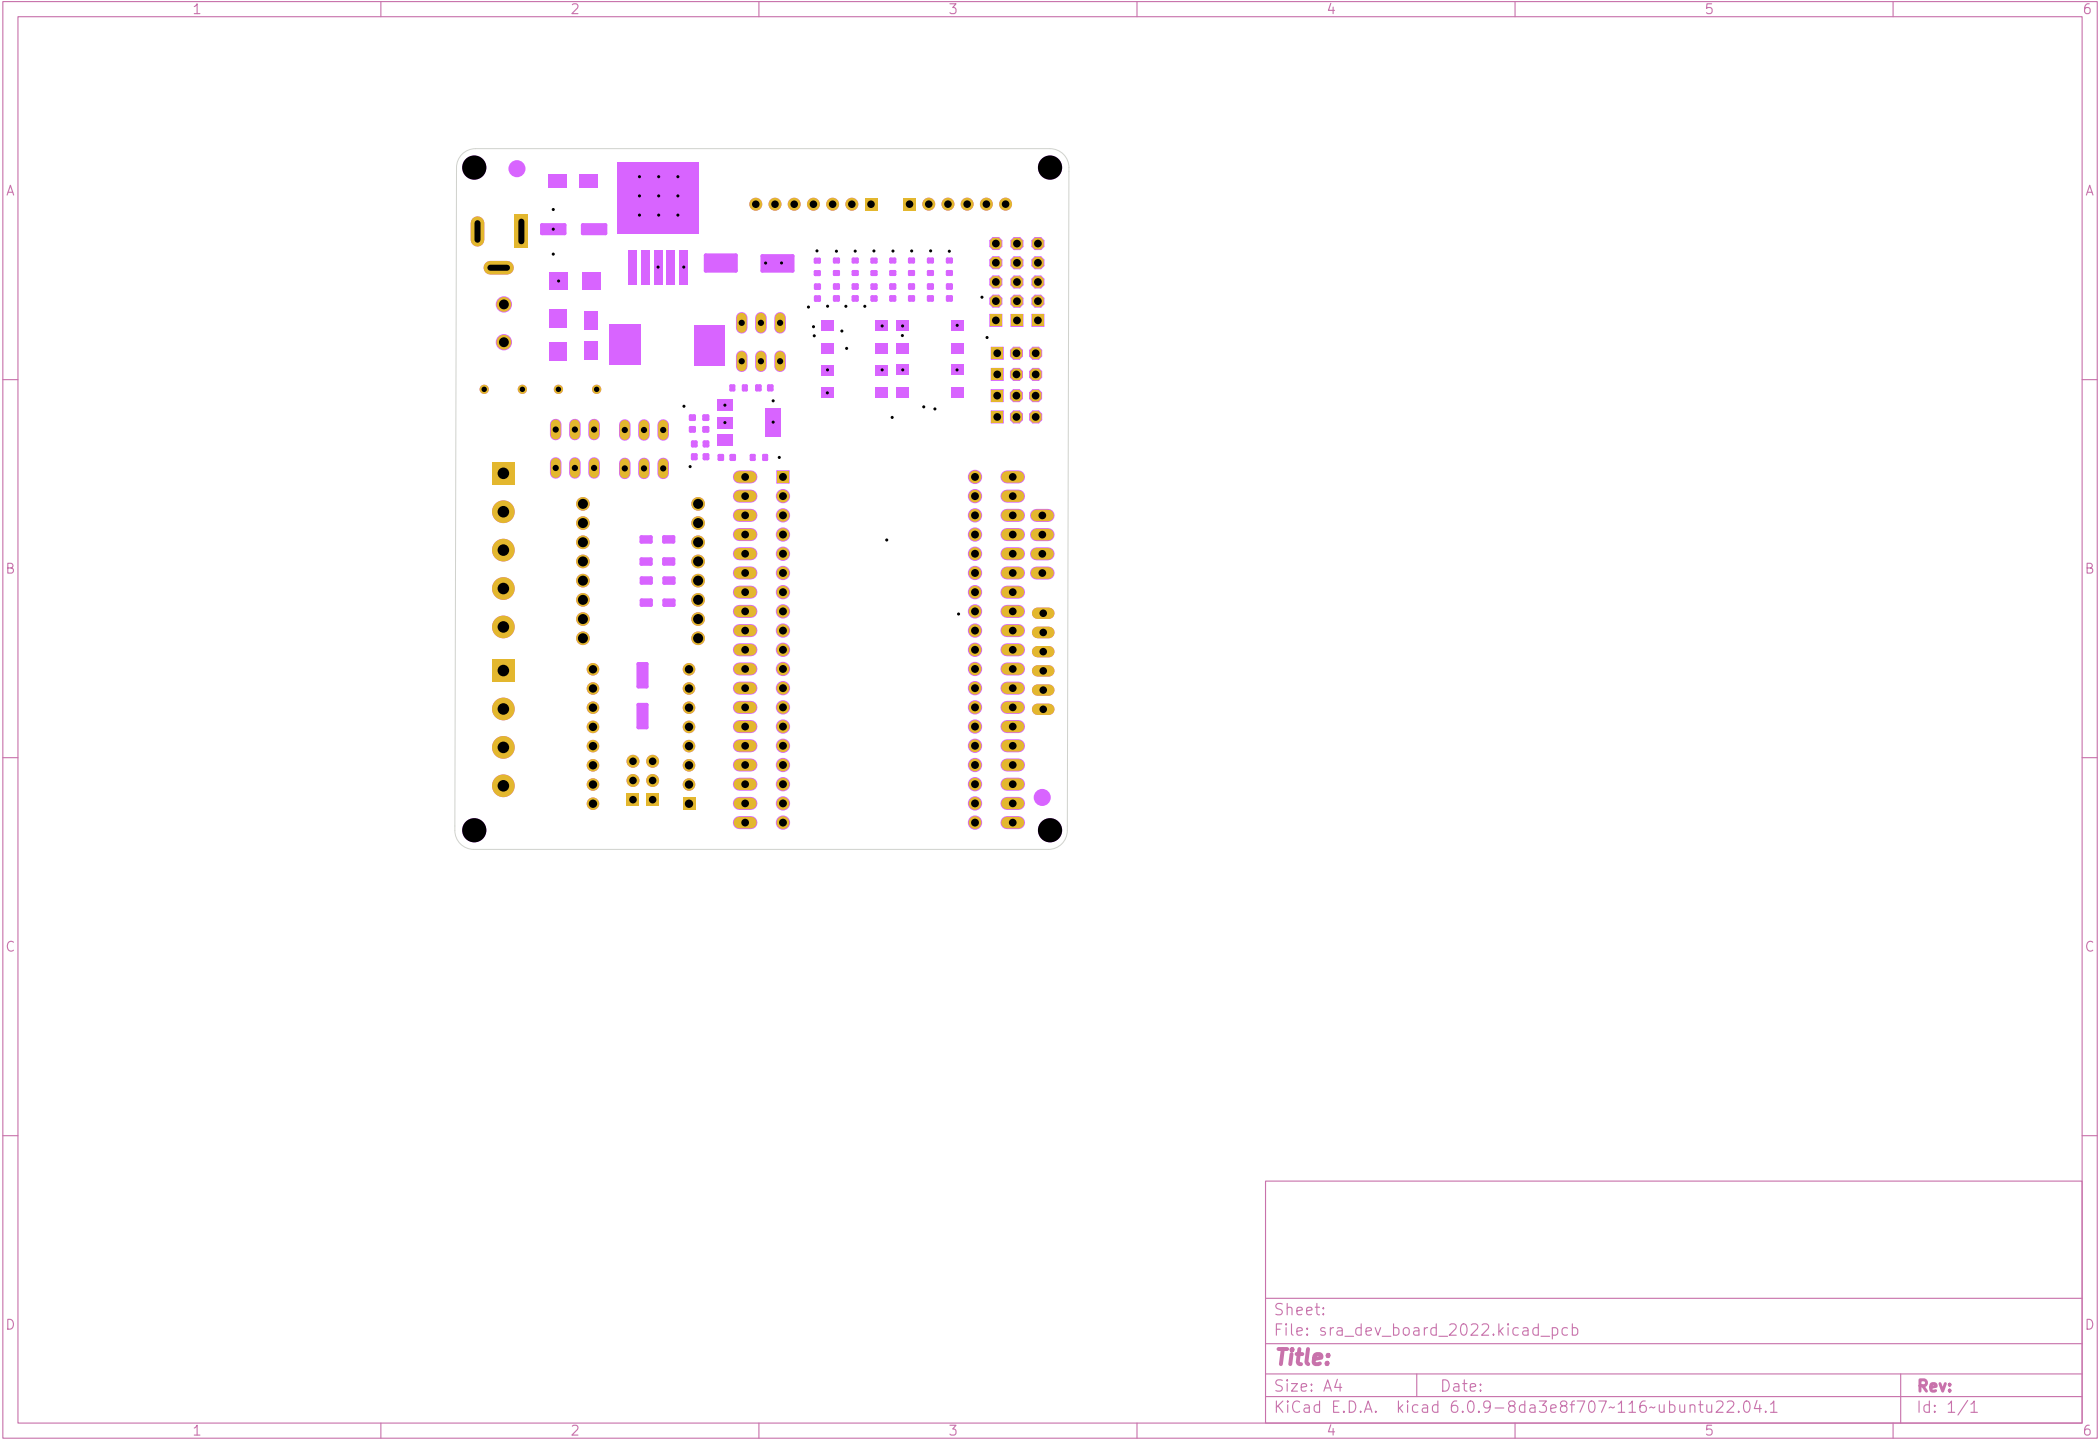 1 2 3 4 5 6
A A
B B
C C
D D
Sheet:
File: sra_dev_board_2022.kicad_pcb
Title:
Size: A4 Date: Rev:
KiCad E.D.A. kicad 6.0.9-8da3e8f707~116~ubuntu22.04.1 Id: 1/1
1 2 3 4 5 6